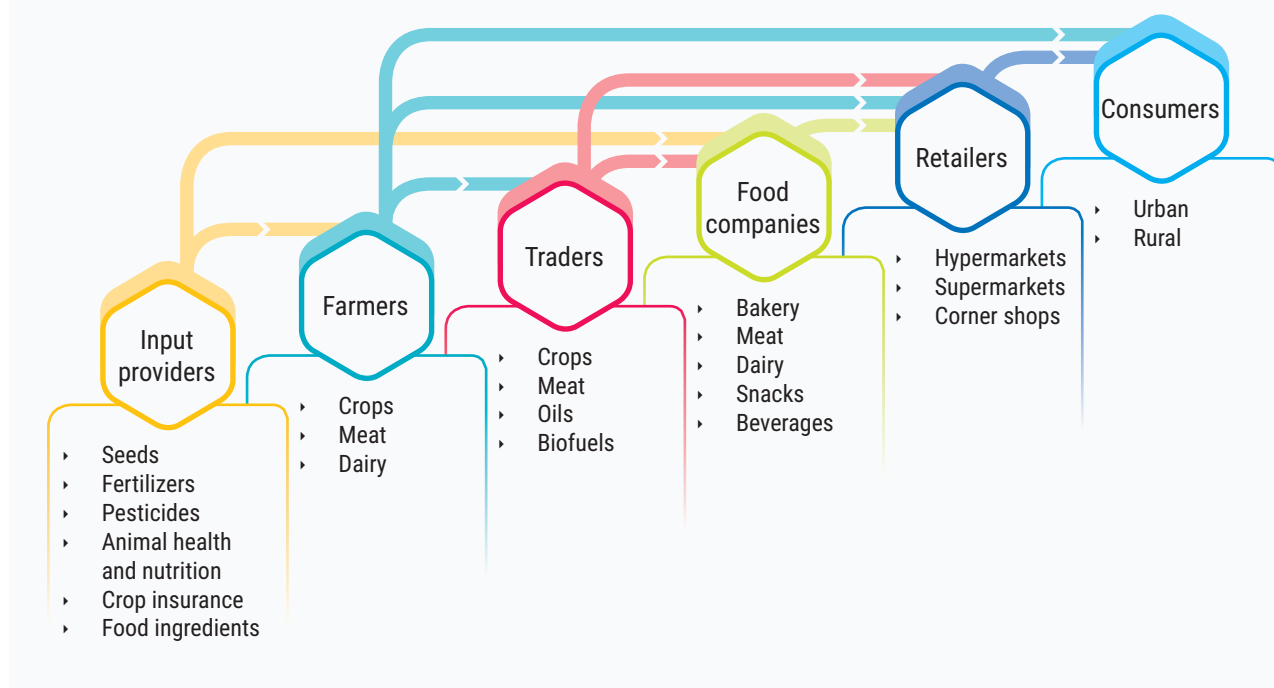 Input
providers
Seeds
Fertilizers
Pesticides
Animal health
and nutrition
Crop insurance
Food ingredients
Farmers
Crops
Meat
Dairy
Traders
Crops
Meat
Oils
Biofuels
Food
companies
Bakery
Meat
Dairy
Snacks
Beverages
Retailers
Hypermarkets
Supermarkets
Corner shops
Consumers
Urban
Rural